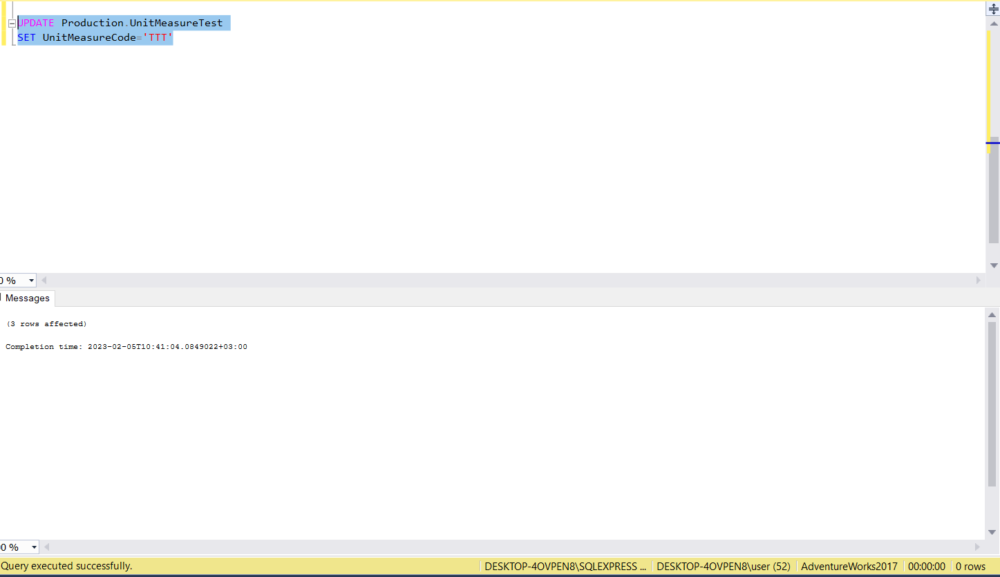 UPDATE Production.UnitMeasureTest
SET UnitMeasureCode='TTT'
0 %
Messages
(3 rows affected)
Completion time: 2023-02-05T10:41:04.0849022+03:00
0 %
Query executed successfully.
DESKTOP-4OVPEN8\SQLEXPRESS ...
DESKTOP-4OVPEN8\user (52)
AdventureWorks2017
00:00:00
0 rows